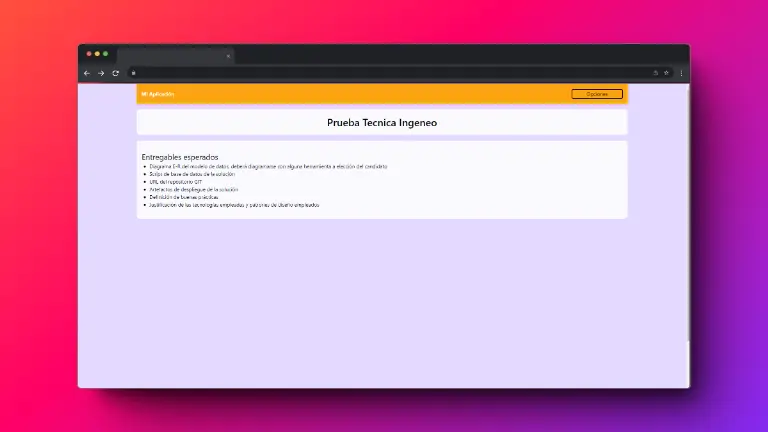 Mi Aplicación
Opciones
Prueba Tecnica Ingeneo
Entregables esperados
Diagrama E-R del modelo de datos, deberá diagramarse con alguna herramienta a elección del candidato
Script de base de datos de la solución
URL del repositorio GIT
Artefactos de despliegue de la solución
Definición de buenas prácticas
Justificación de las tecnologías empleadas y patrones de diseño empleados